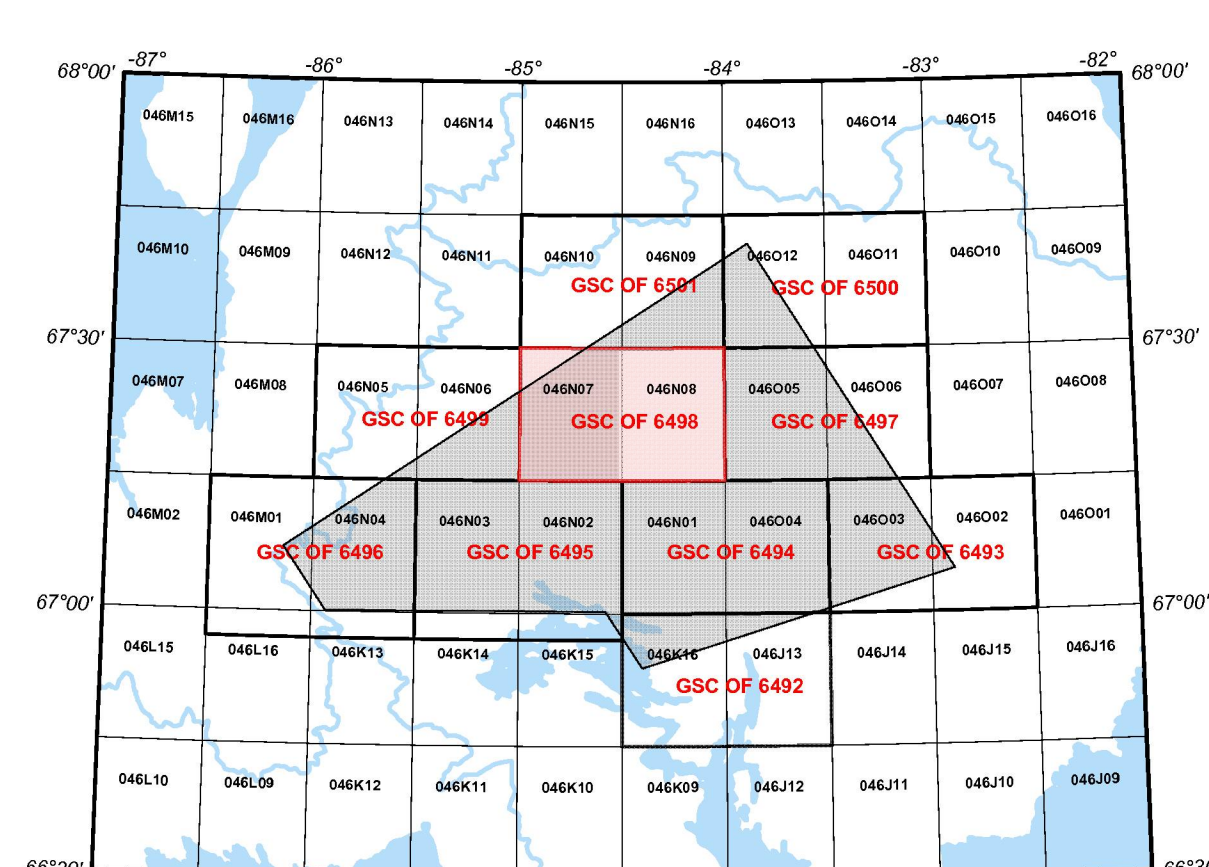 -87° -86° -85° -84° -83° -82°
68°00' 68°00'
046M15 046M16 046N13 046N14 046N15 046N16 046O13 046O14 046O15 046O16
046M10 046M09 046N12 046N11 046N10 046N09 046O12 046O11 046O10 046O09
GSC OF 6501 GSC OF 6500
67°30' 67°30'
046M07 046M08 046N05 046N06 046N07 046N08 046O05 046O06 046O07 046O08
GSC OF 6499 GSC OF 6498 GSC OF 6497
046M02 046M01 046N04 046N03 046N02 046N01 046O04 046O03 046O02 046O01
GSC OF 6496 GSC OF 6495 GSC OF 6494 GSC OF 6493
67°00' 67°00'
046L15 046L16 046K13 046K14 046K15 046K16 046J13 046J14 046J15 046J16
GSC OF 6492
046L10 046L09 046K12 046K11 046K10 046K09 046J12 046J11 046J10 046J09